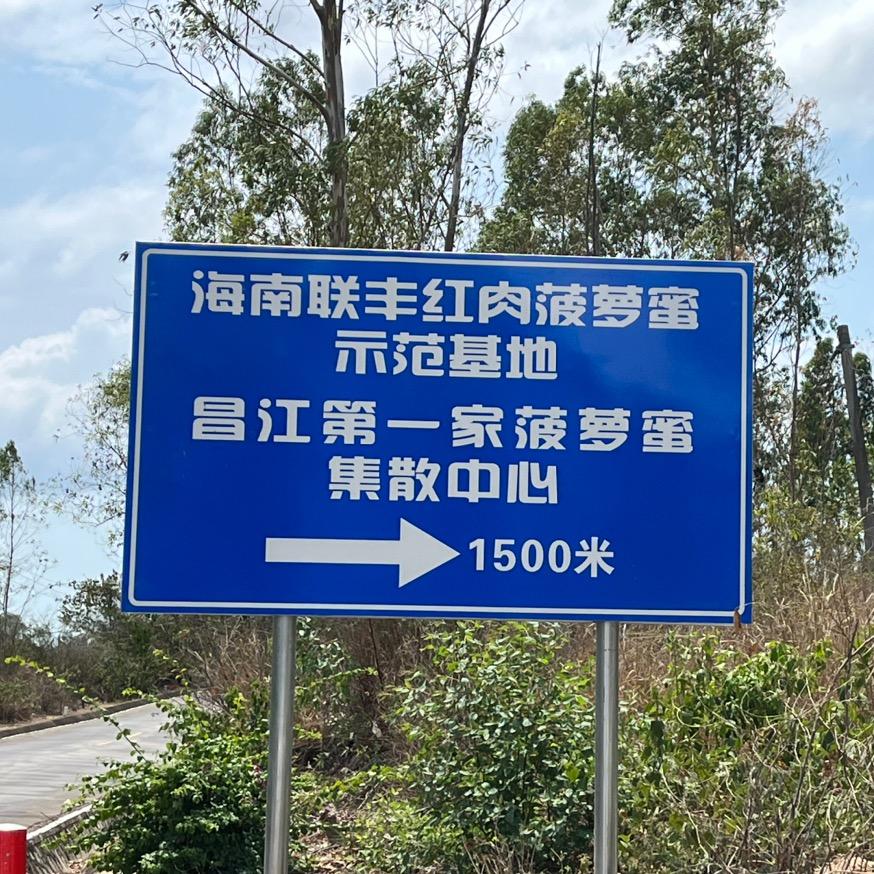 海南联丰红肉菠萝蜜
示范基地
昌江第一家菠萝蜜
集散中心
1500米